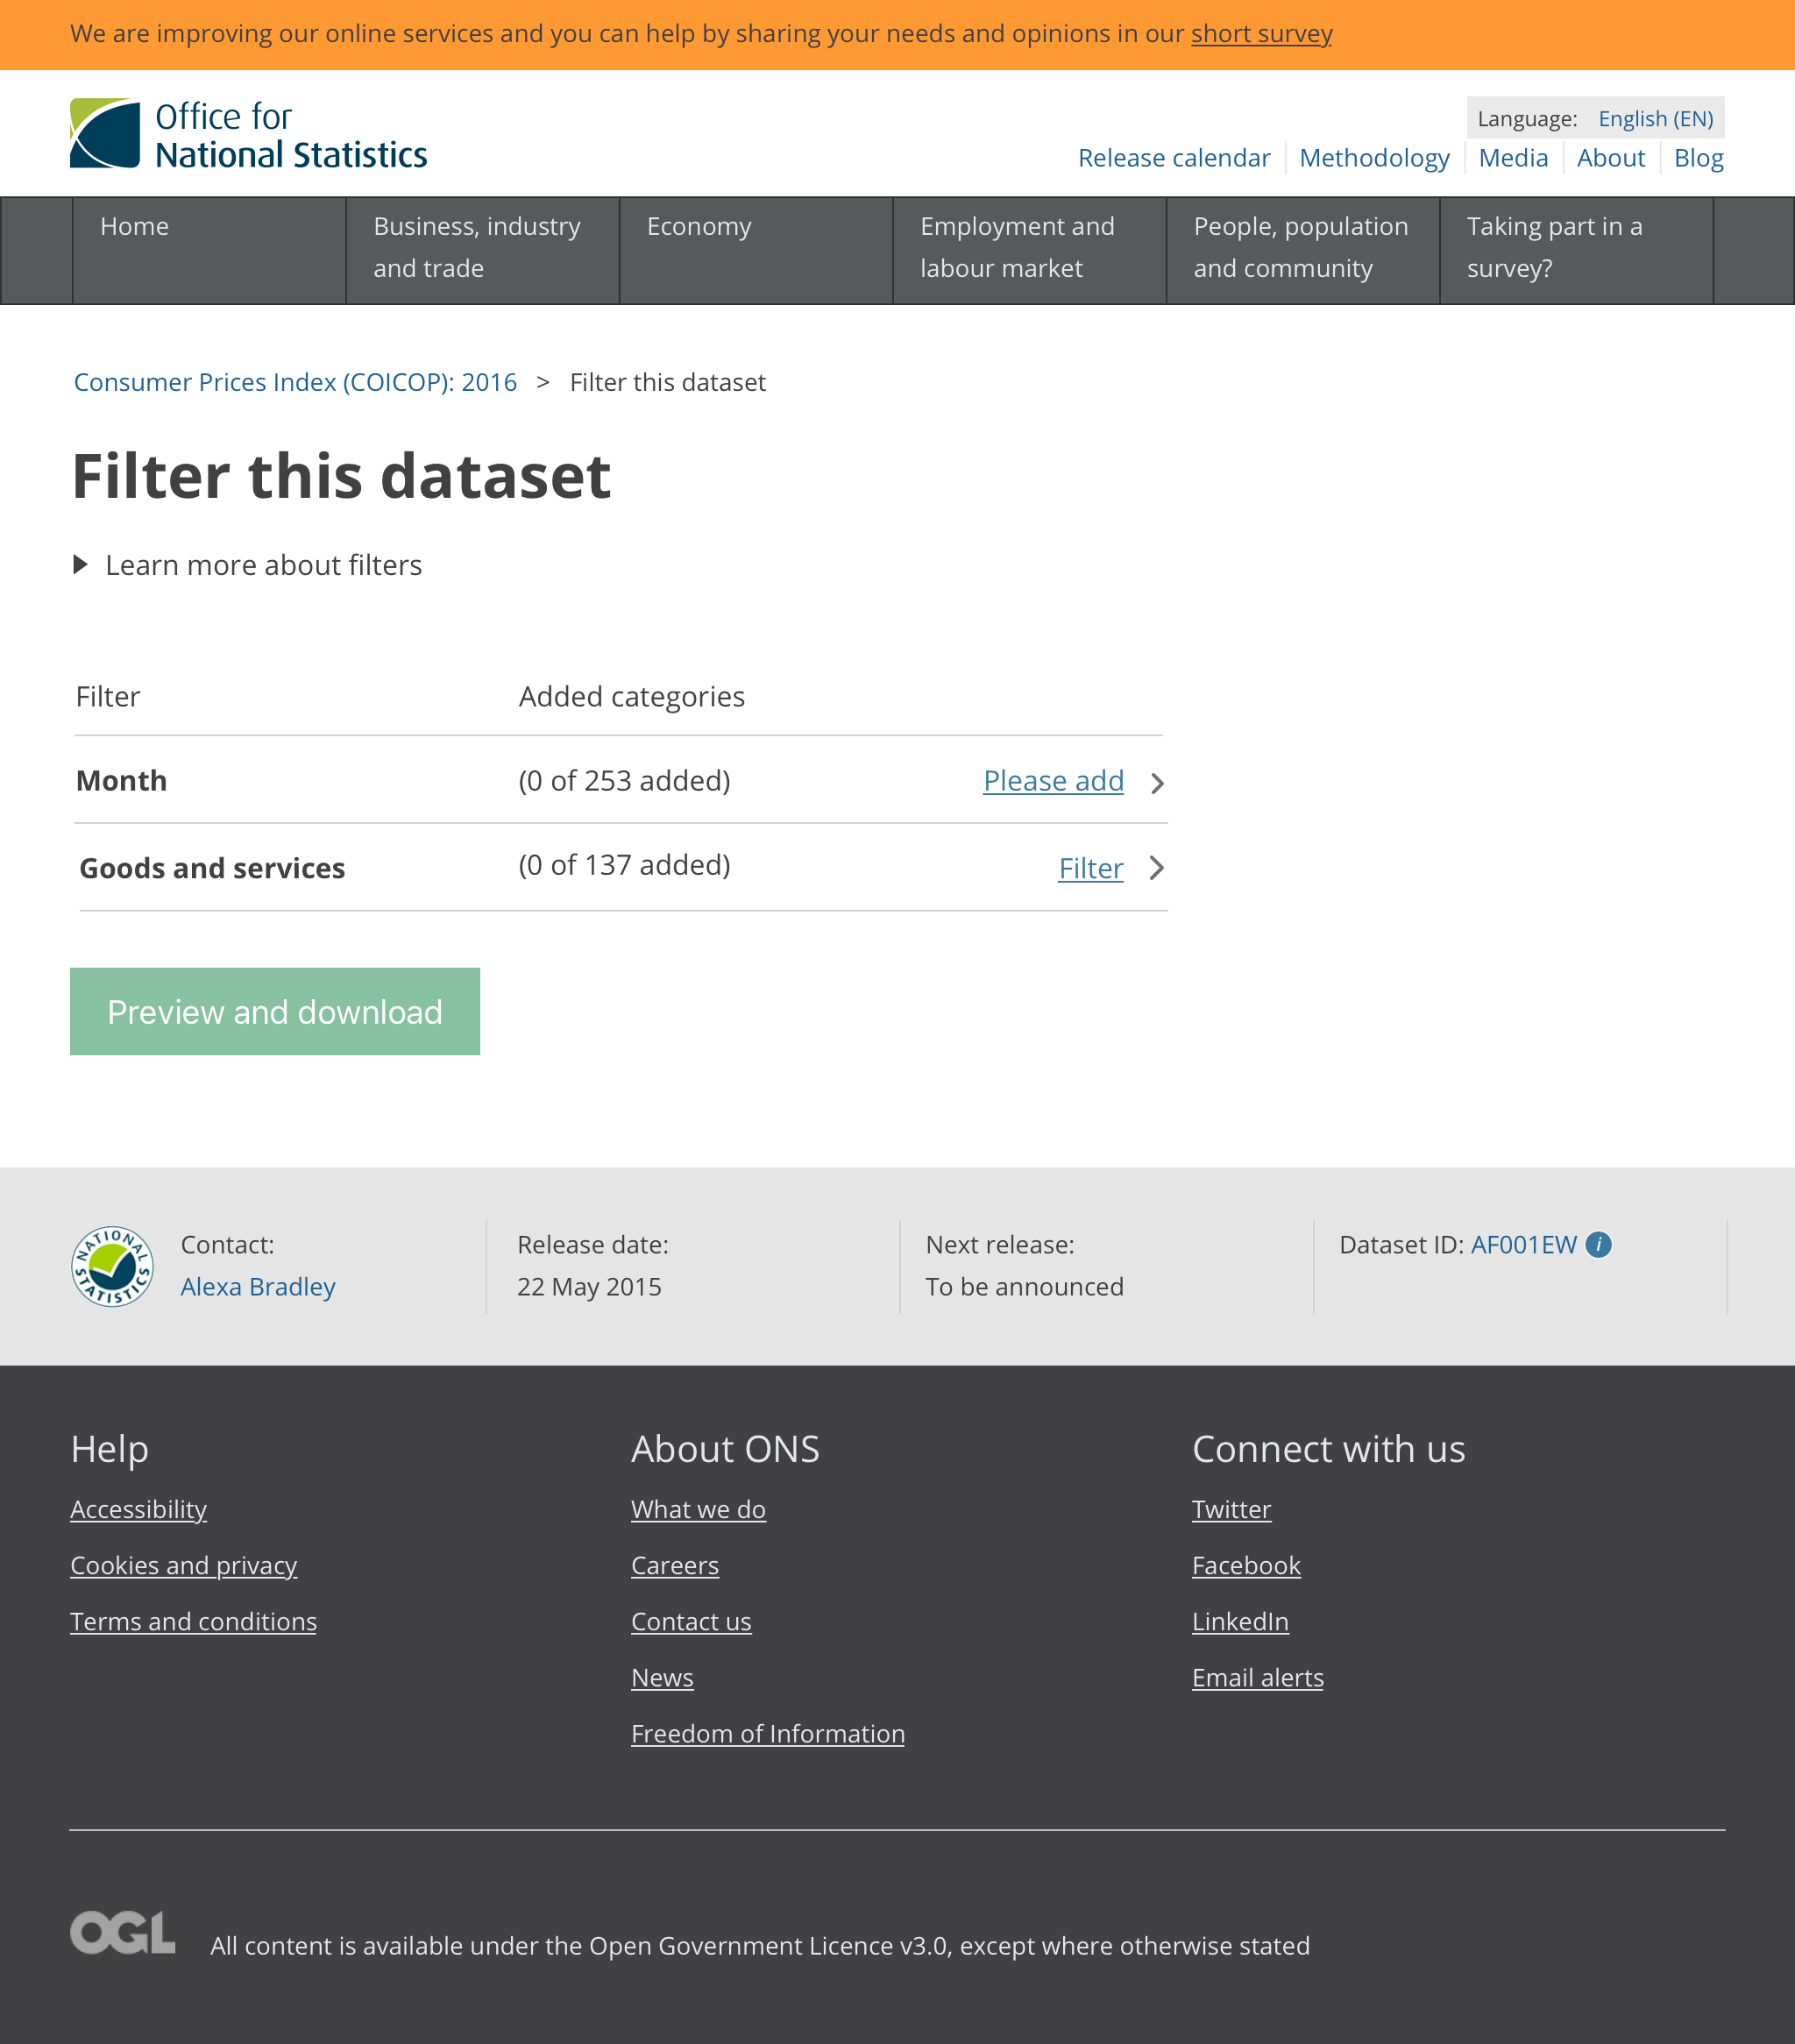 We are improving our online services and you can help by sharing your needs and opinions in our short survey
Office for
National Statistics
Language: English (EN)
Release calendar Methodology Media About Blog
Home
Business, industry
and trade
Economy
Employment and
labour market
People, population
and community
Taking part in a
survey?
Consumer Prices Index (COICOP): 2016 > Filter this dataset
Filter this dataset
Learn more about filters
Filter Added categories
Month (0 of 253 added) Please add
Goods and services (0 of 137 added) Filter
Preview and download
NATIONAL STATISTICS
Contact:
Alexa Bradley
Release date:
22 May 2015
Next release:
To be announced
Dataset ID: AF001EW i
Help
Accessibility
Cookies and privacy
Terms and conditions
About ONS
What we do
Careers
Contact us
News
Freedom of Information
Connect with us
Twitter
Facebook
LinkedIn
Email alerts
OGL
All content is available under the Open Government Licence v3.0, except where otherwise stated